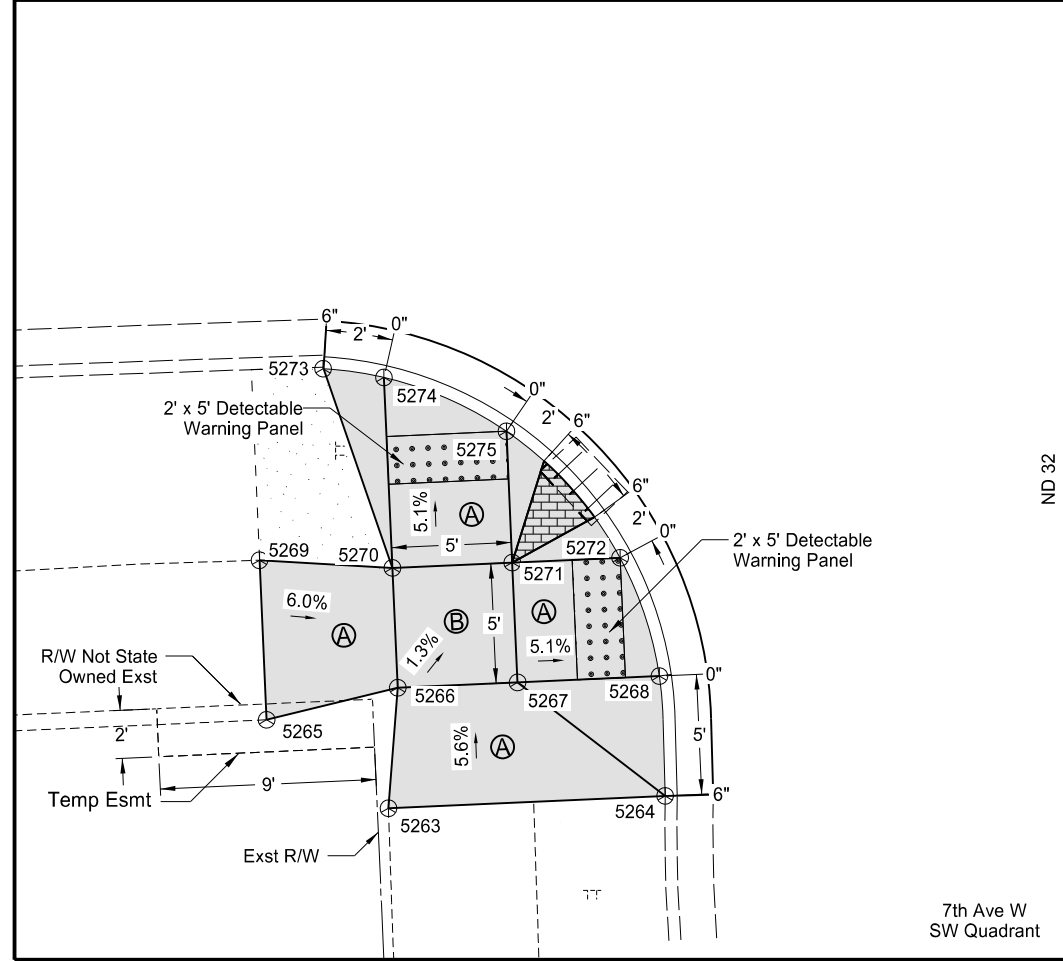 6"
2'
0"
5273
5274
0"
2'
6"
2' x 5' Detectable
Warning Panel
5275
6"
2'
0"
ND 32
5.1%
A
5'
5272
2' x 5' Detectable
Warning Panel
5269
5270
5271
6.0%
A
B
5'
A
1.3%
5.1%
R/W Not State
Owned Exst
5266
5267
5268
0"
5265
2'
5.6%
A
5'
9'
Temp Esmt
6"
5263
5264
Exst R/W
7th Ave W
SW Quadrant